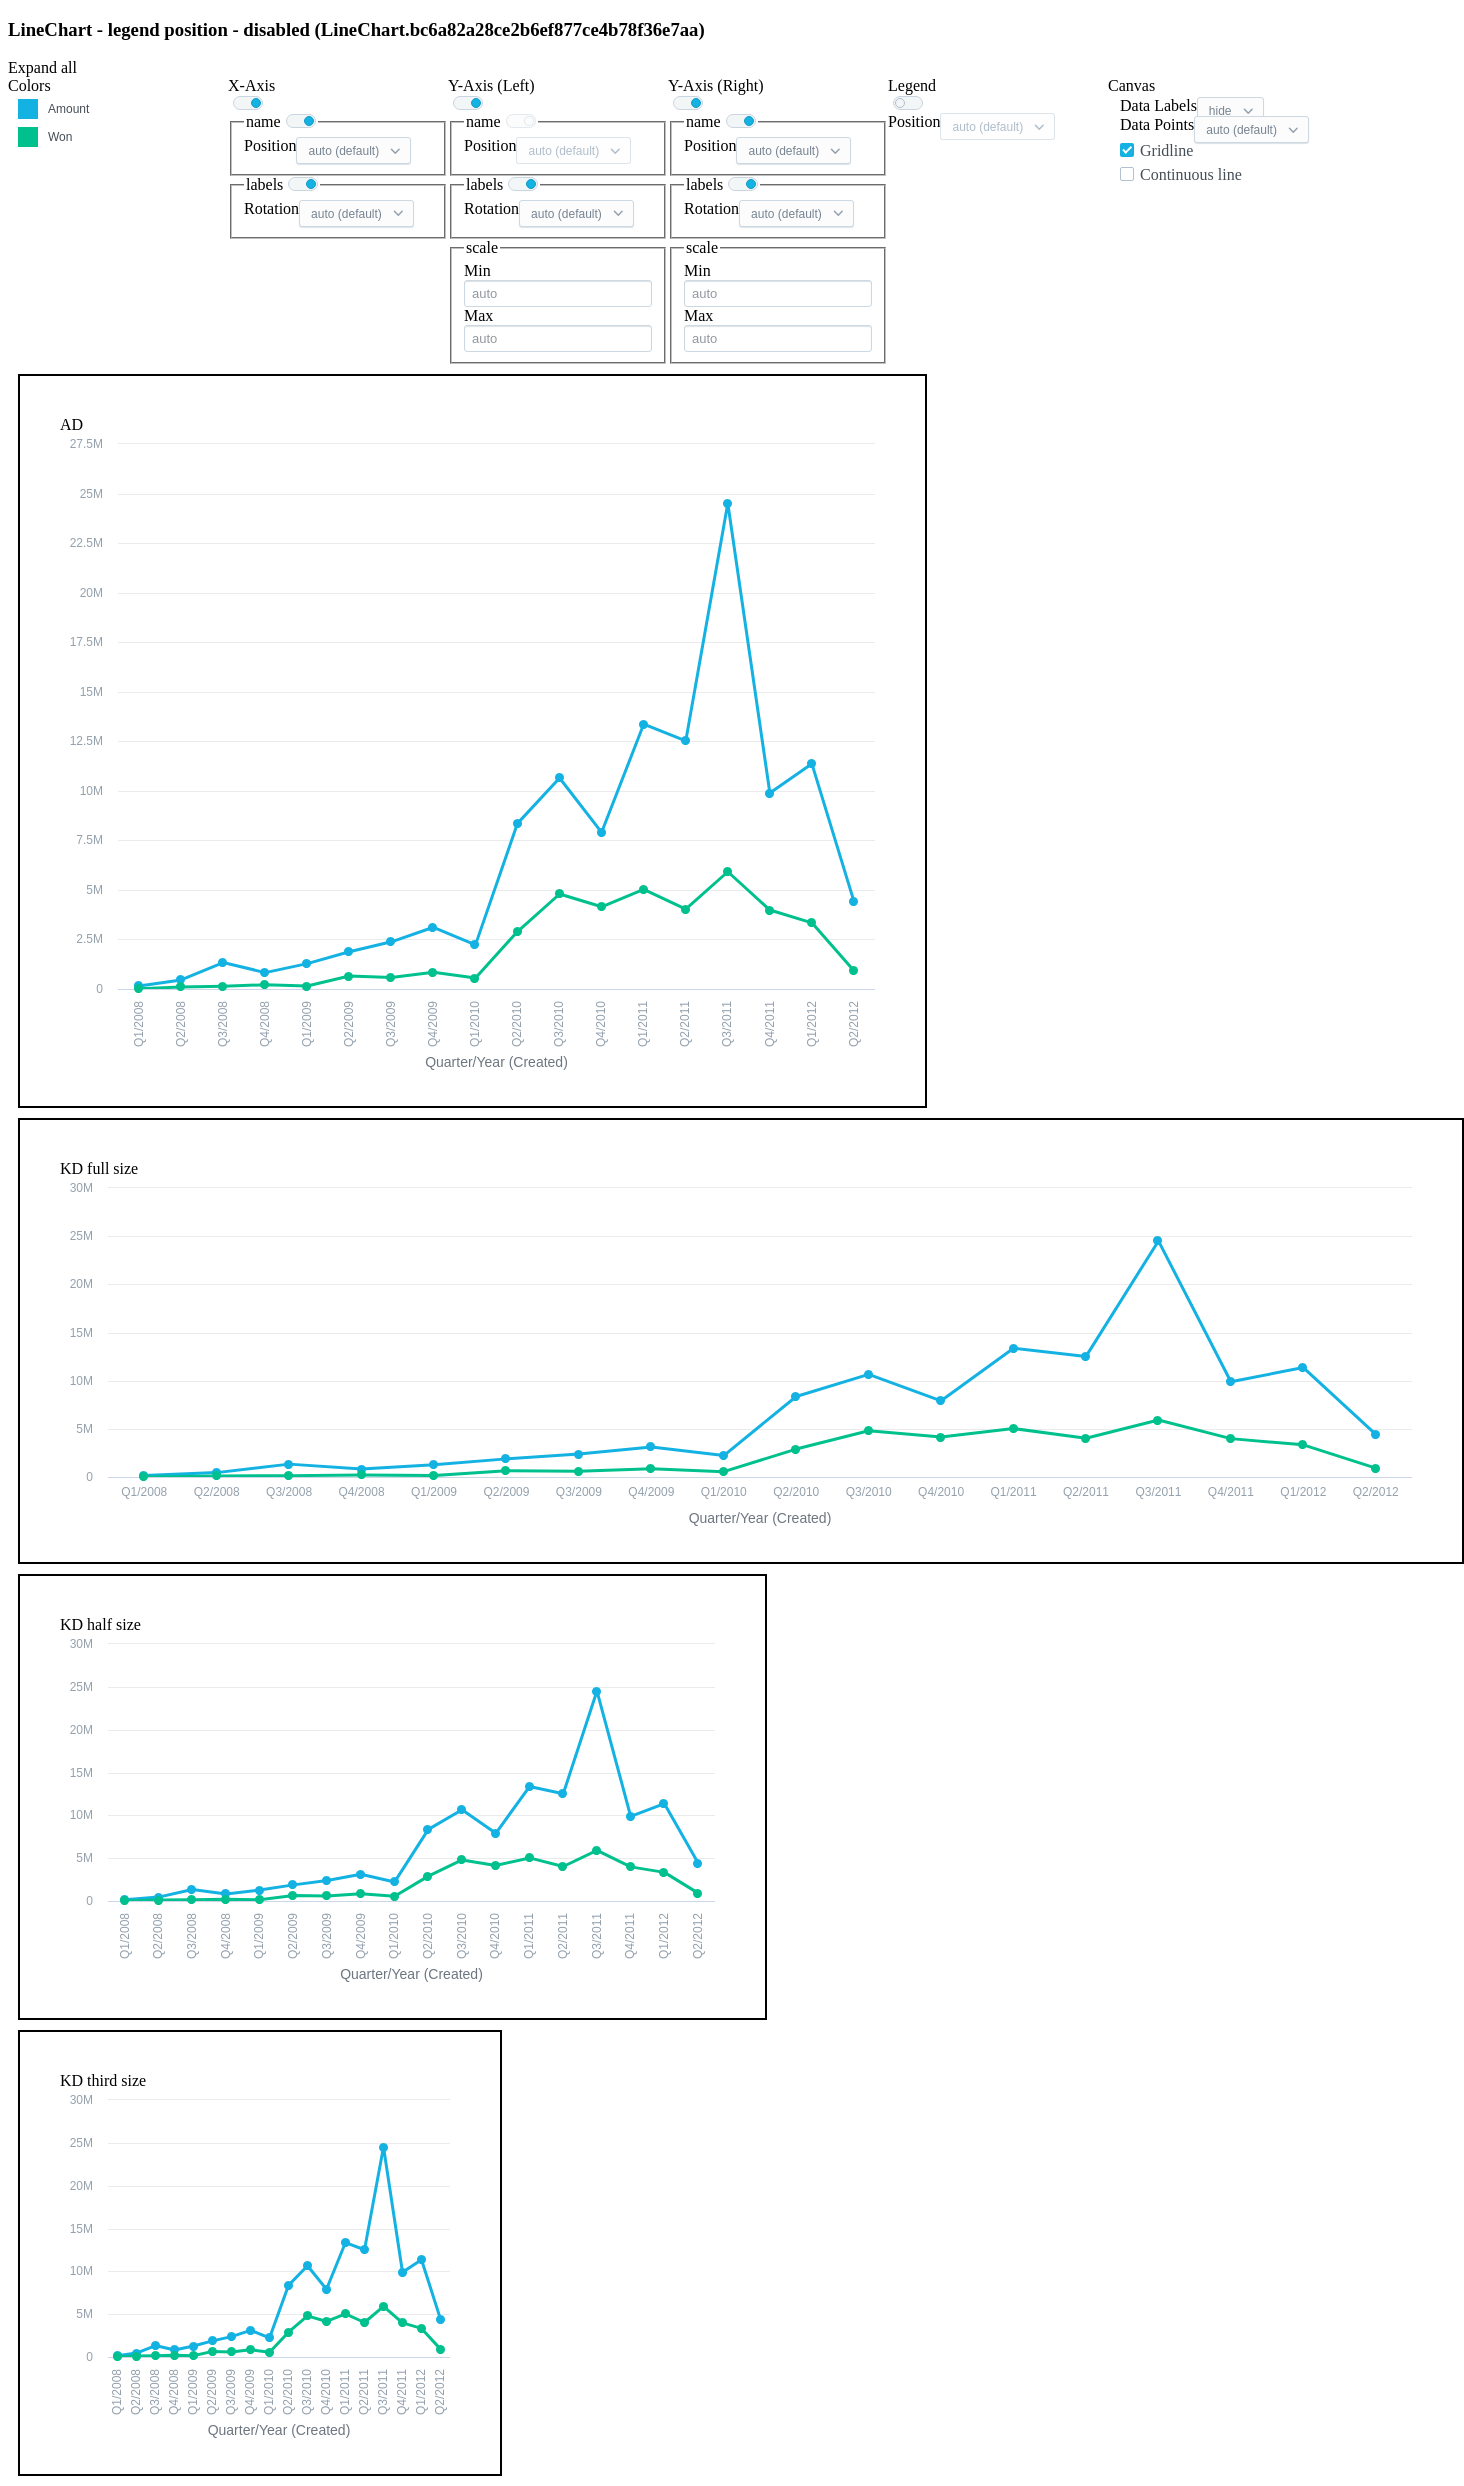 LineChart - legend position - disabled (LineChart.bc6a82a28ce2b6ef877ce4b78f36e7aa)
Expand all
Colors
Amount
Won
X-Axis
name
Position auto (default)
labels
Rotation auto (default)
Y-Axis (Left)
name
Position auto (default)
labels
Rotation auto (default)
scale
Min
auto
Max
auto
Y-Axis (Right)
name
Position auto (default)
labels
Rotation auto (default)
scale
Min
auto
Max
auto
Legend
Position auto (default)
Canvas
Data Labels hide
Data Points auto (default)
Gridline
Continuous line
AD
27.5M
25M
22.5M
20M
17.5M
15M
12.5M
10M
7.5M
5M
2.5M
0
Q1/2008 Q2/2008 Q3/2008 Q4/2008 Q1/2009 Q2/2009 Q3/2009 Q4/2009 Q1/2010 Q2/2010 Q3/2010 Q4/2010 Q1/2011 Q2/2011 Q3/2011 Q4/2011 Q1/2012 Q2/2012
Quarter/Year (Created)
KD full size
30M
25M
20M
15M
10M
5M
0
Q1/2008 Q2/2008 Q3/2008 Q4/2008 Q1/2009 Q2/2009 Q3/2009 Q4/2009 Q1/2010 Q2/2010 Q3/2010 Q4/2010 Q1/2011 Q2/2011 Q3/2011 Q4/2011 Q1/2012 Q2/2012
Quarter/Year (Created)
KD half size
30M
25M
20M
15M
10M
5M
0
Q1/2008 Q2/2008 Q3/2008 Q4/2008 Q1/2009 Q2/2009 Q3/2009 Q4/2009 Q1/2010 Q2/2010 Q3/2010 Q4/2010 Q1/2011 Q2/2011 Q3/2011 Q4/2011 Q1/2012 Q2/2012
Quarter/Year (Created)
KD third size
30M
25M
20M
15M
10M
5M
0
Q1/2008 Q2/2008 Q3/2008 Q4/2008 Q1/2009 Q2/2009 Q3/2009 Q4/2009 Q1/2010 Q2/2010 Q3/2010 Q4/2010 Q1/2011 Q2/2011 Q3/2011 Q4/2011 Q1/2012 Q2/2012
Quarter/Year (Created)